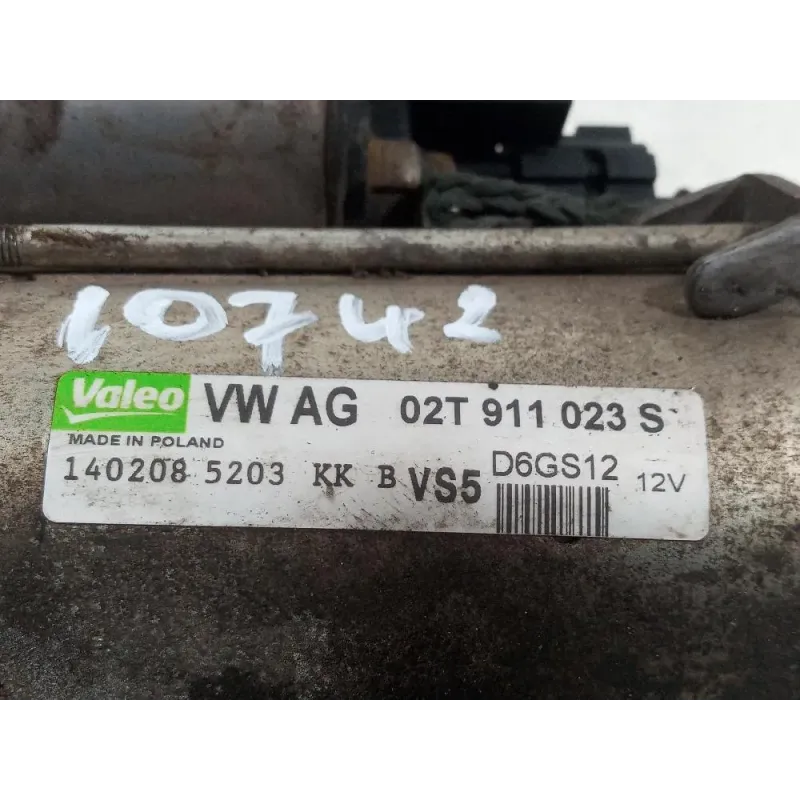 10742
Valeo VW AG 02T 911 023 S
MADE IN POLAND
140208 5203 KK B VS5 D6GS12 12V